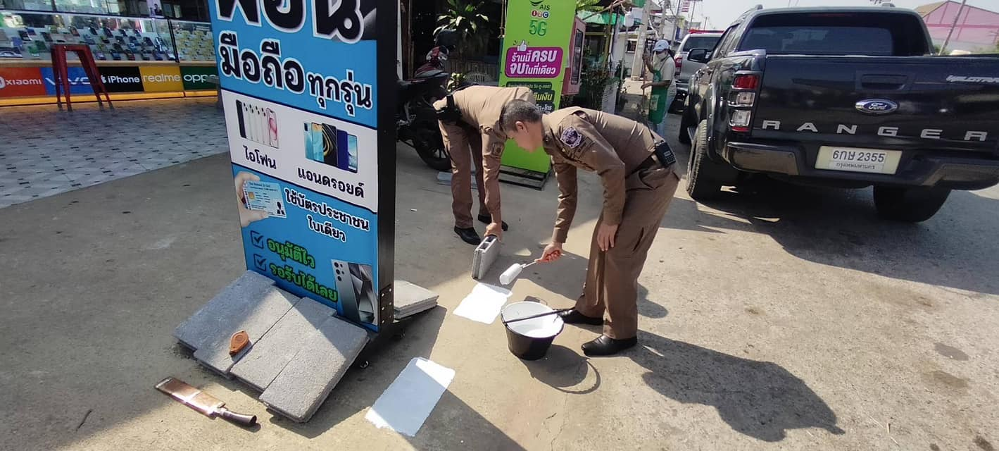 ผ่อน
มือถือ ทุกรุ่น
ไอโฟน
แอนดรอยด์
ใช้บัตรประชาชน
ใบเดียว
อนุมัติไว
รอรับได้เลย
xiaomi
vivo
iPhone
realme
oppo
AIS
5G
ร้านนี้ครบ
จบในที่เดียว
WILDTRAK
Ford
RANGER
6กษ 2355
กรุงเทพมหานคร